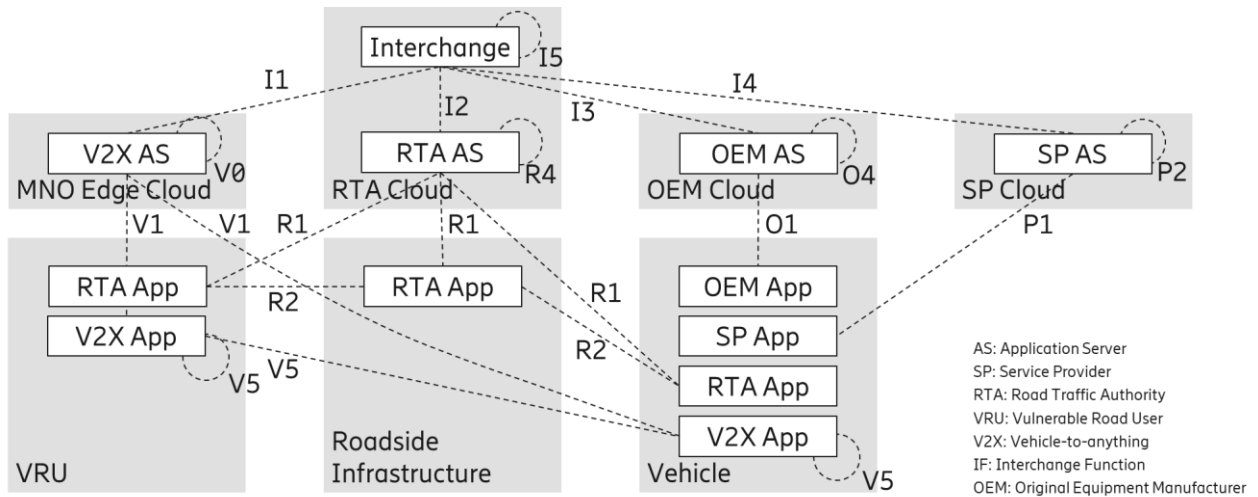 Interchange
I5
I1
I2
I3
I4
V2X AS
V0
MNO Edge Cloud
RTA AS
R4
RTA Cloud
OEM AS
O4
OEM Cloud
SP AS
P2
SP Cloud
V1
V1
R1
R1
O1
P1
RTA App
R2
RTA App
R1
OEM App
V2X App
V5
V5
R2
SP App
RTA App
V2X App
V5
VRU
Roadside
Infrastructure
Vehicle
AS: Application Server
SP: Service Provider
RTA: Road Traffic Authority
VRU: Vulnerable Road User
V2X: Vehicle-to-anything
IF: Interchange Function
OEM: Original Equipment Manufacturer